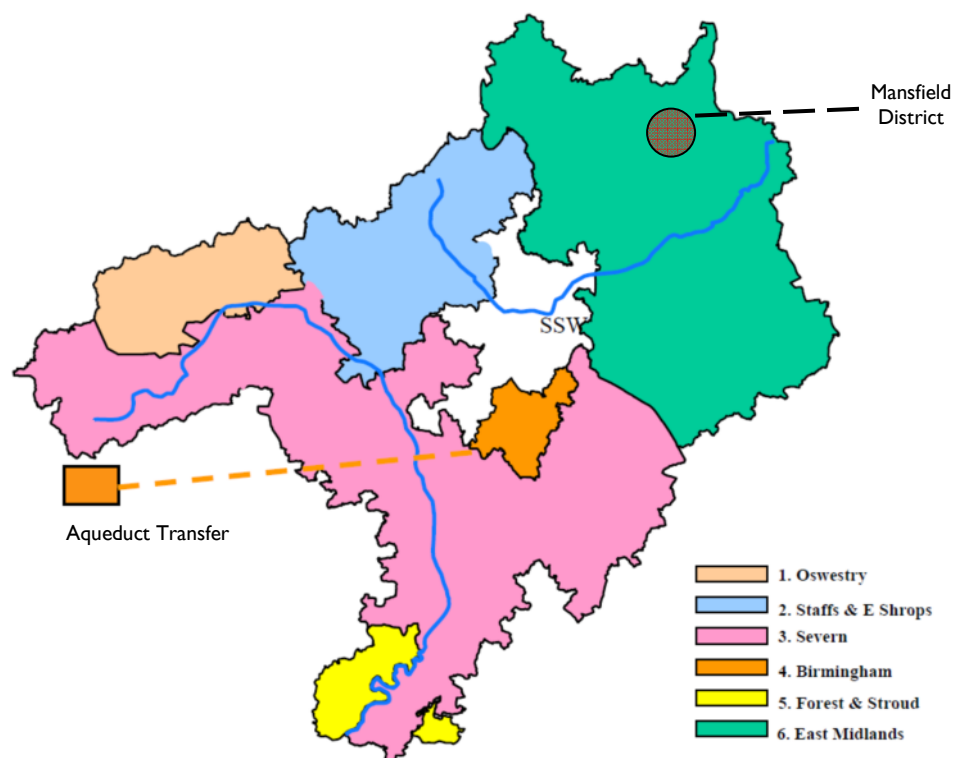 Mansfield
District
SSW
Aqueduct Transfer
1. Oswestry
2. Staffs & E Shrops
3. Severn
4. Birmingham
5. Forest & Stroud
6. East Midlands